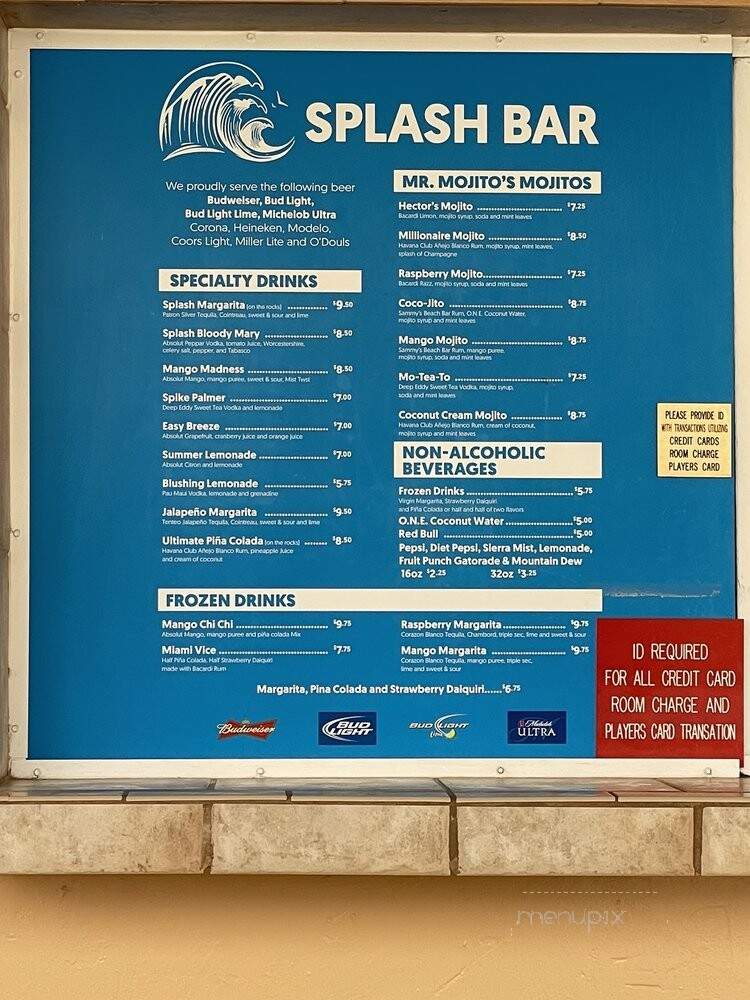 SPLASH BAR
We proudly serve the following beer
Budweiser, Bud Light,
Bud Light Lime, Michelob Ultra
Corona, Heineken, Modelo,
Coors Light, Miller Lite and O'Douls
SPECIALTY DRINKS
Splash Margarita (on the rocks) ............... $9.50
Patron Silver Tequila, Cointreau, sweet & sour and lime
Splash Bloody Mary ............... $8.50
Absolut Peppar Vodka, tomato Juice, Worcestershire,
celery salt, pepper, and Tabasco
Mango Madness ............... $8.50
Absolut Mango, mango puree, sweet & sour, Mist Twst
Spike Palmer ............... $7.00
Deep Eddy Sweet Tea Vodka and lemonade
Easy Breeze ............... $7.00
Absolut Grapefruit, cranberry juice and orange juice
Summer Lemonade ............... $7.00
Absolut Citron and lemonade
Blushing Lemonade ............... $5.75
Pau Maui Vodka, lemonade and grenadine
Jalapeño Margarita ............... $9.50
Tenteo Jalapeño Tequila, Cointreau, sweet & sour and lime
Ultimate Piña Colada (on the rocks) ........ $8.50
Havana Club Añejo Blanco Rum, pineapple Juice
and cream of coconut
MR. MOJITO'S MOJITOS
Hector's Mojito ............... $7.25
Bacardi Limon, mojito syrup, soda and mint leaves
Millionaire Mojito ............... $8.50
Havana Club Añejo Blanco Rum, mojito syrup, mint leaves,
splash of Champagne
Raspberry Mojito............... $7.25
Bacardi Razz, mojito syrup, soda and mint leaves
Coco-Jito ............... $8.75
Sammy's Beach Bar Rum, O.N.E. Coconut Water,
mojito syrup and mint leaves
Mango Mojito ............... $8.75
Sammy's Beach Bar Rum, mango puree,
mojito syrup, soda and mint leaves
Mo-Tea-To ............... $7.25
Deep Eddy Sweet Tea Vodka, mojito syrup,
soda and mint leaves
Coconut Cream Mojito ............... $8.75
Havana Club Añejo Blanco Rum, cream of coconut,
mojito syrup and mint leaves
NON-ALCOHOLIC
BEVERAGES
Frozen Drinks............... $5.75
Virgin Margarita, Strawberry Daiquiri
and Piña Colada or half and half of two flavors
O.N.E. Coconut Water ............... $5.00
Red Bull ............... $5.00
Pepsi, Diet Pepsi, Sierra Mist, Lemonade,
Fruit Punch Gatorade & Mountain Dew
16oz $2.25 32oz $3.25
FROZEN DRINKS
Mango Chi Chi ............... $9.75
Absolut Mango, mango puree and piña colada Mix
Miami Vice ............... $7.75
Half Piña Colada, Half Strawberry Daiquiri
made with Bacardi Rum
Raspberry Margarita............... $9.75
Corazon Blanco Tequila, Chambord, triple sec, lime and sweet & sour
Mango Margarita ............... $9.75
Corazon Blanco Tequila, mango puree, triple sec,
lime and sweet & sour
Margarita, Pina Colada and Strawberry Daiquiri......$6.75
Budweiser
BUD LIGHT
BUD LIGHT Lime
Michelob ULTRA
PLEASE PROVIDE ID
WITH TRANSACTIONS UTILIZING
CREDIT CARDS
ROOM CHARGE
PLAYERS CARD
ID REQUIRED
FOR ALL CREDIT CARD
ROOM CHARGE AND
PLAYERS CARD TRANSATION
menupix